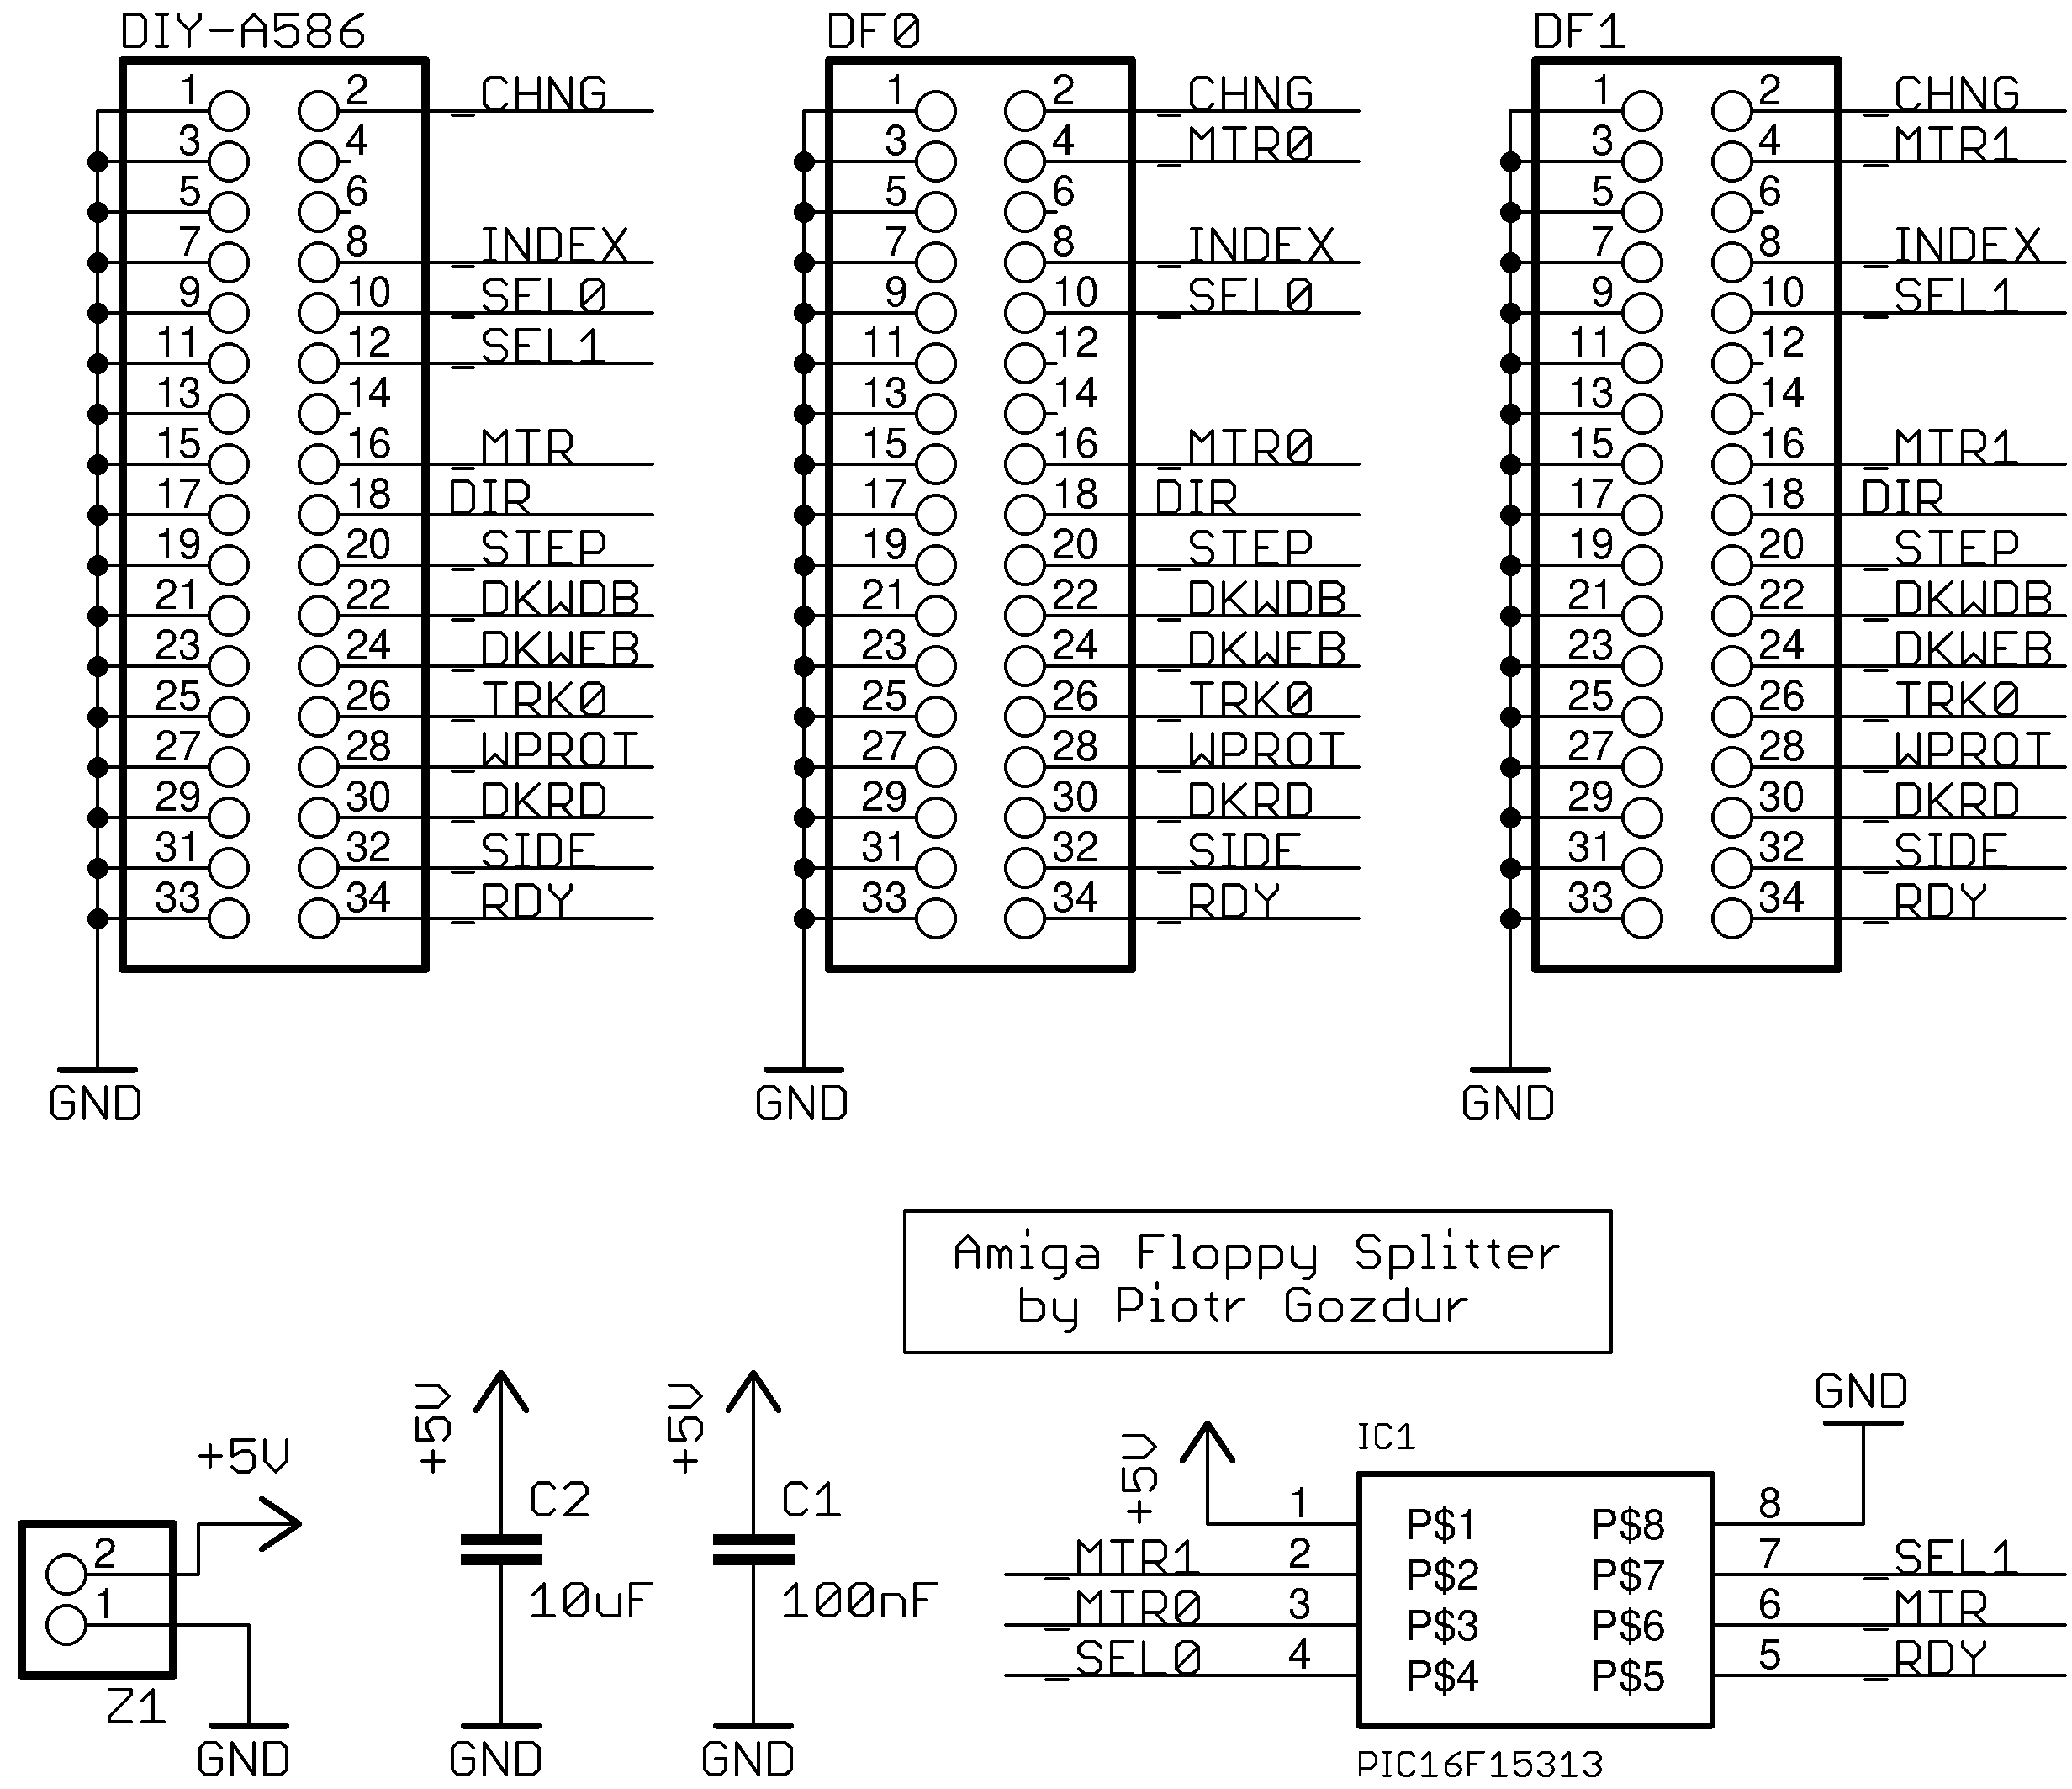 DIY-A586
1 2 _CHNG
3 4
5 6
7 8 _INDEX
9 10 _SEL0
11 12 _SEL1
13 14
15 16 _MTR
17 18 DIR
19 20 _STEP
21 22 _DKWDB
23 24 _DKWEB
25 26 _TRK0
27 28 _WPROT
29 30 _DKRD
31 32 _SIDE
33 34 _RDY
GND
DF0
1 2 _CHNG
3 4 _MTR0
5 6
7 8 _INDEX
9 10 _SEL0
11 12
13 14
15 16 _MTR0
17 18 DIR
19 20 _STEP
21 22 _DKWDB
23 24 _DKWEB
25 26 _TRK0
27 28 _WPROT
29 30 _DKRD
31 32 _SIDE
33 34 _RDY
GND
DF1
1 2 _CHNG
3 4 _MTR1
5 6
7 8 _INDEX
9 10 _SEL1
11 12
13 14
15 16 _MTR1
17 18 DIR
19 20 _STEP
21 22 _DKWDB
23 24 _DKWEB
25 26 _TRK0
27 28 _WPROT
29 30 _DKRD
31 32 _SIDE
33 34 _RDY
GND
Amiga Floppy Splitter
by Piotr Gozdur
+5V
2
1
Z1
GND
+5V
C2
10uF
GND
+5V
C1
100nF
GND
+5V
IC1
GND
1 P$1 P$8 8
_MTR1 2 P$2 P$7 7 _SEL1
_MTR0 3 P$3 P$6 6 _MTR
_SEL0 4 P$4 P$5 5 _RDY
PIC16F15313